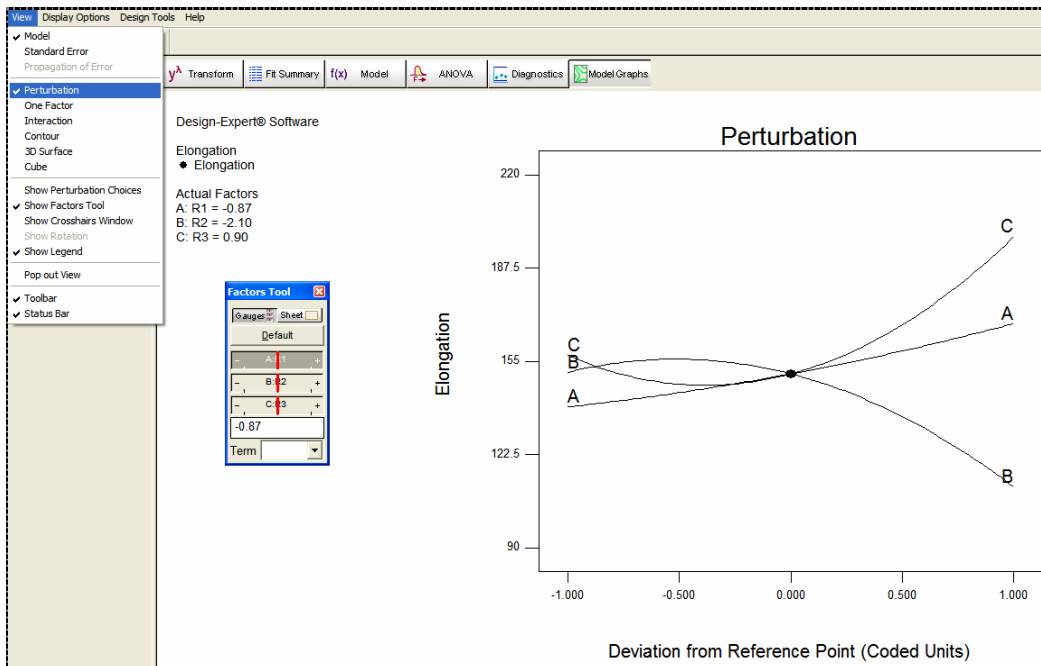 View Display Options Design Tools Help
✓ Model
Standard Error
Propagation of Error
✓ Perturbation
One Factor
Interaction
Contour
3D Surface
Cube
Show Perturbation Choices
✓ Show Factors Tool
Show Crosshairs Window
Show Rotation
✓ Show Legend
Pop out View
✓ Toolbar
✓ Status Bar
yλ Transform Fit Summary f(x) Model ANOVA Diagnostics Model Graphs
Design-Expert® Software
Elongation
● Elongation
Actual Factors
A: R1 = -0.87
B: R2 = -2.10
C: R3 = 0.90
Factors Tool
Gauges Sheet
Default
- A:R1 +
- B:R2 +
- C:R3 +
-0.87
Term
Perturbation
Elongation
220
187.5
155
122.5
90
C
B
A
C
A
B
-1.000 -0.500 0.000 0.500 1.000
Deviation from Reference Point (Coded Units)